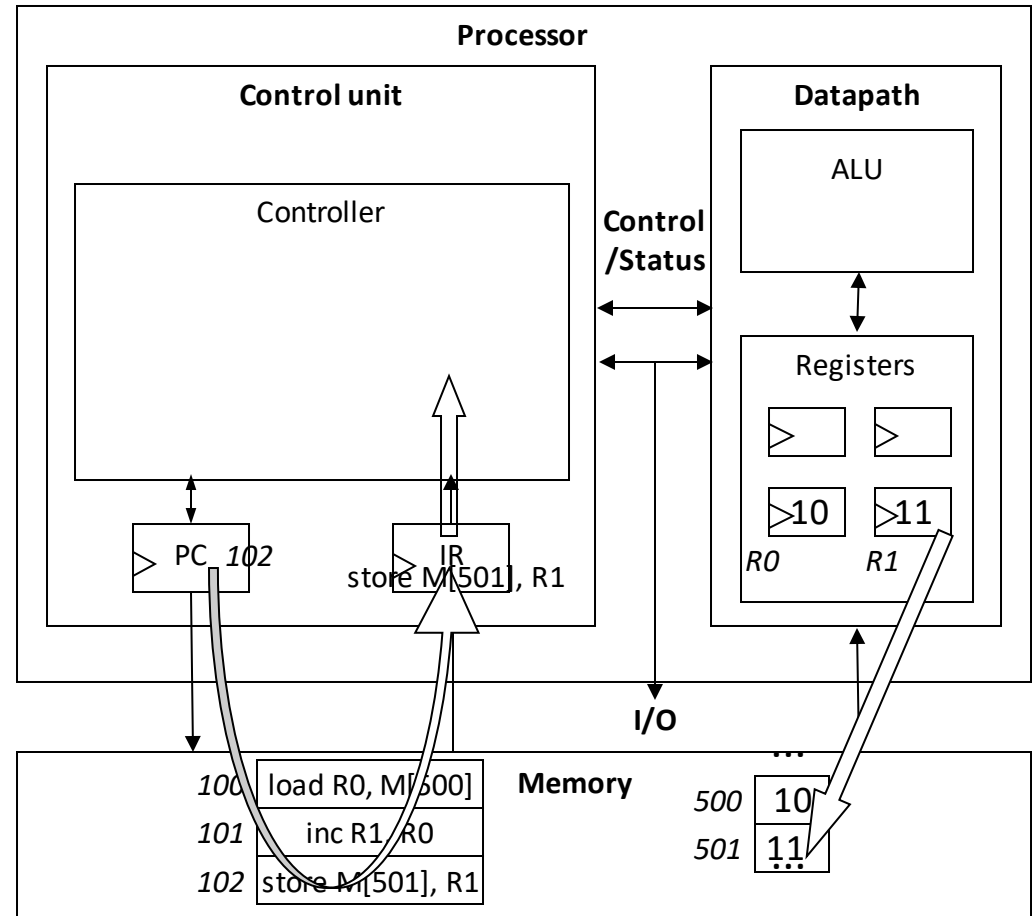 Processor
Control unit
Datapath
ALU
Controller
Control
/Status
Registers
10 11
R0 R1
PC 102
IR
store M[501], R1
I/O
Memory
...
100 load R0, M[500]
101 inc R1, R0
102 store M[501], R1
500 10
501 11
...